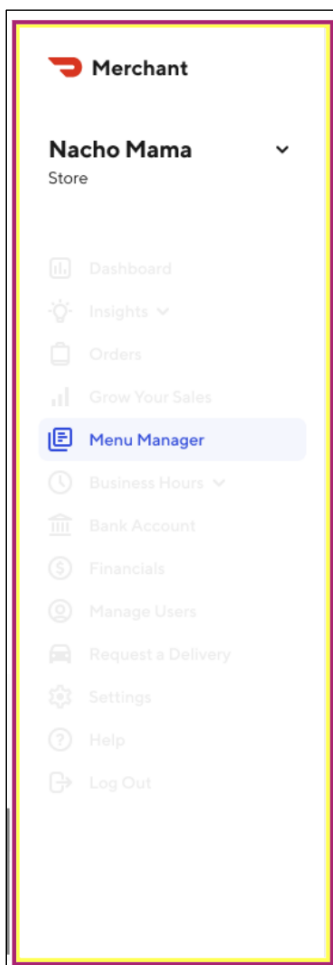 Merchant
Nacho Mama
Store
Dashboard
Insights
Orders
Grow Your Sales
Menu Manager
Business Hours
Bank Account
Financials
Manage Users
Request a Delivery
Settings
Help
Log Out